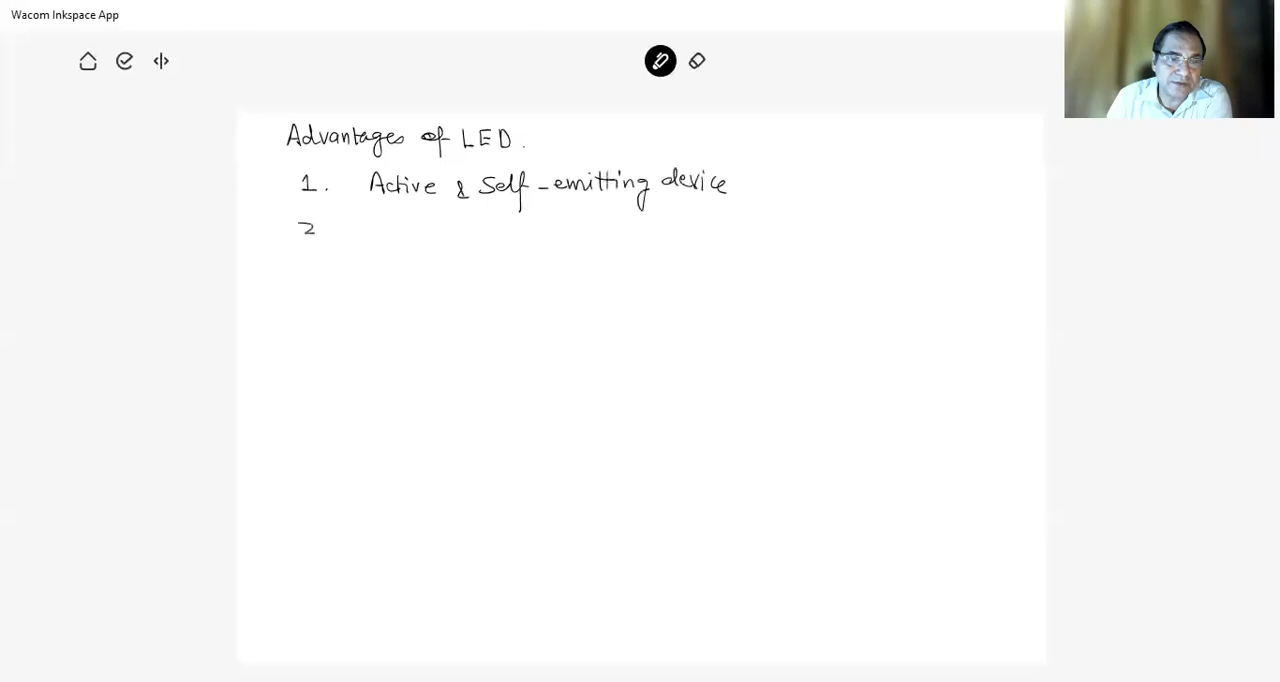 Wacom Inkspace App
Advantages of LED.
1. Active & Self-emitting device
2